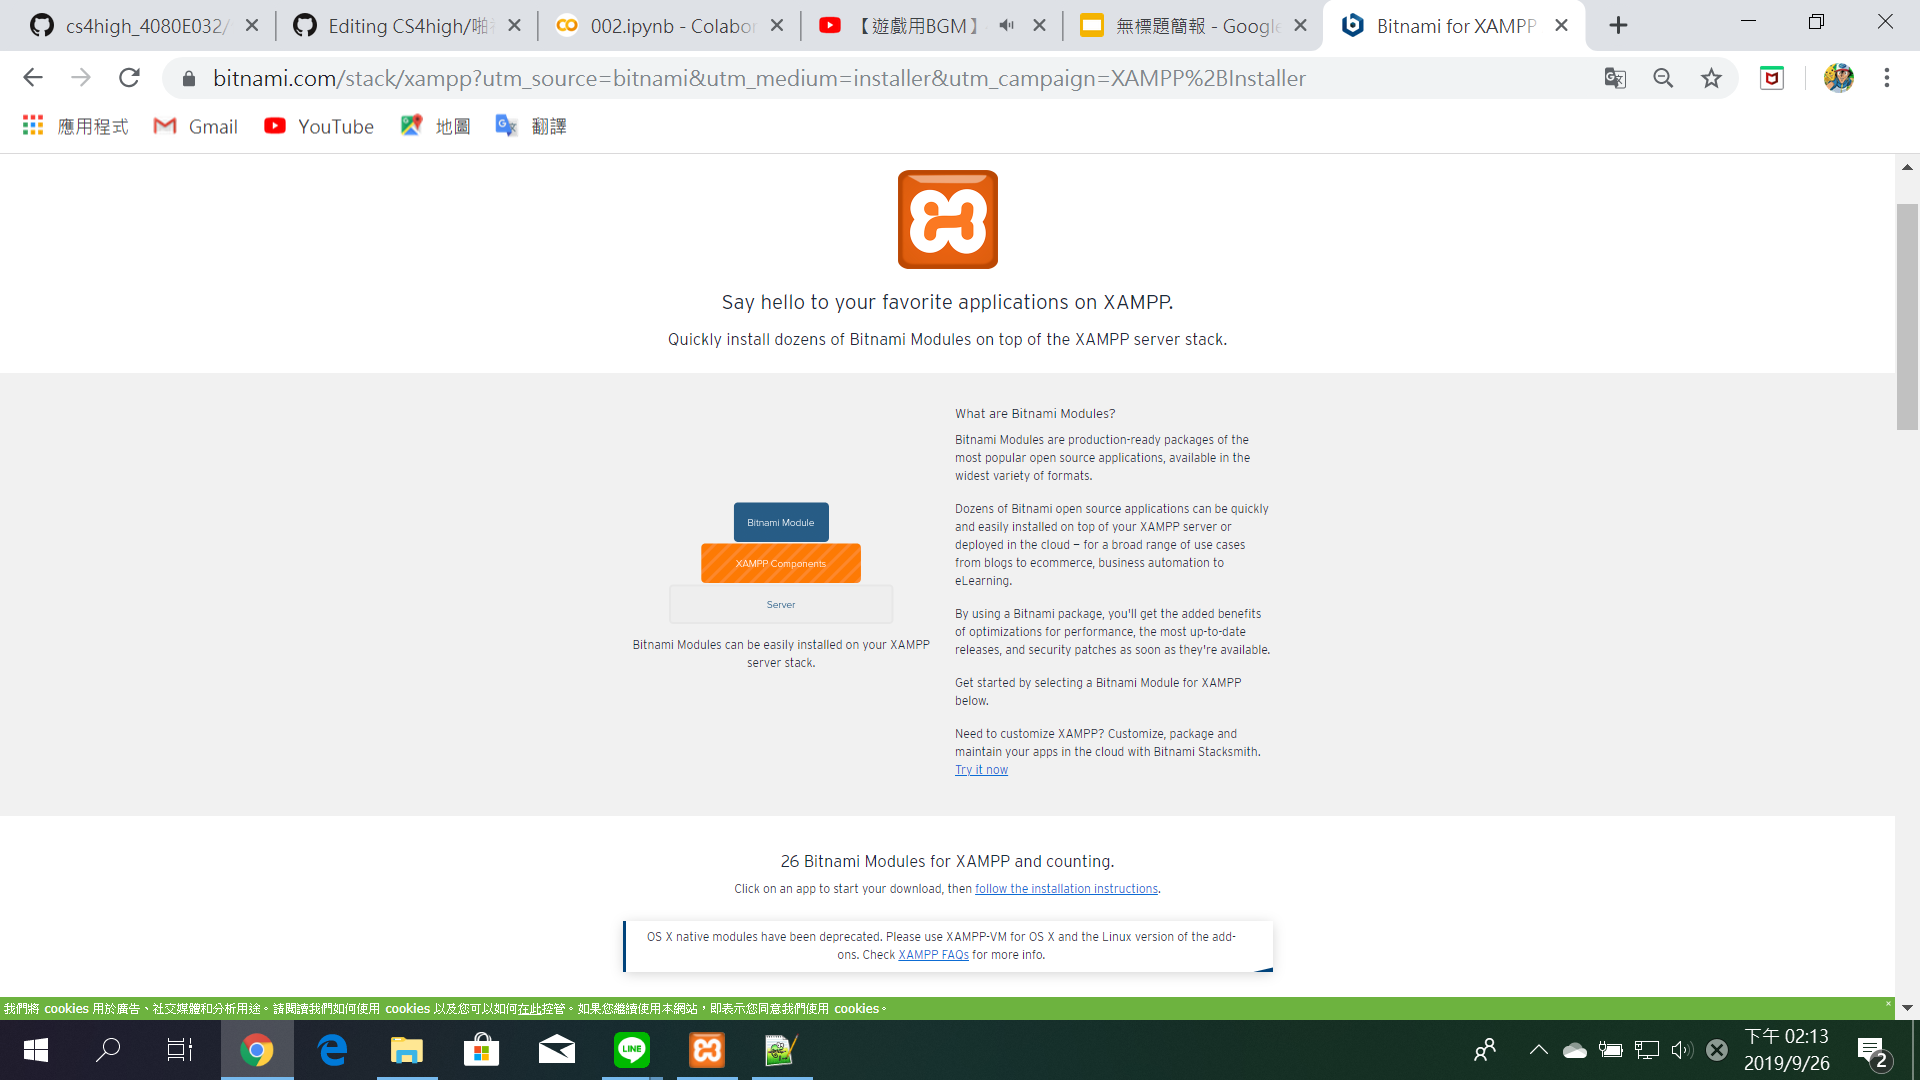 cs4high_4080E032/
Editing CS4high/啪
002.ipynb - Colabor
【遊戲用BGM】
無標題簡報 - Google
Bitnami for XAMPP
bitnami.com/stack/xampp?utm_source=bitnami&utm_medium=installer&utm_campaign=XAMPP%2BInstaller
應用程式
Gmail
YouTube
地圖
翻譯
Say hello to your favorite applications on XAMPP.
Quickly install dozens of Bitnami Modules on top of the XAMPP server stack.
Bitnami Module
XAMPP Components
Server
Bitnami Modules can be easily installed on your XAMPP
server stack.
What are Bitnami Modules?
Bitnami Modules are production-ready packages of the
most popular open source applications, available in the
widest variety of formats.
Dozens of Bitnami open source applications can be quickly
and easily installed on top of your XAMPP server or
deployed in the cloud – for a broad range of use cases
from blogs to ecommerce, business automation to
eLearning.
By using a Bitnami package, you'll get the added benefits
of optimizations for performance, the most up-to-date
releases, and security patches as soon as they're available.
Get started by selecting a Bitnami Module for XAMPP
below.
Need to customize XAMPP? Customize, package and
maintain your apps in the cloud with Bitnami Stacksmith.
Try it now
26 Bitnami Modules for XAMPP and counting.
Click on an app to start your download, then follow the installation instructions.
OS X native modules have been deprecated. Please use XAMPP-VM for OS X and the Linux version of the add-
ons. Check XAMPP FAQs for more info.
我們將 cookies 用於廣告、社交媒體和分析用途。請閱讀我們如何使用 cookies 以及您可以如何在此控管。如果您繼續使用本網站，即表示您同意我們使用 cookies。
LINE
下午 02:13
2019/9/26
2